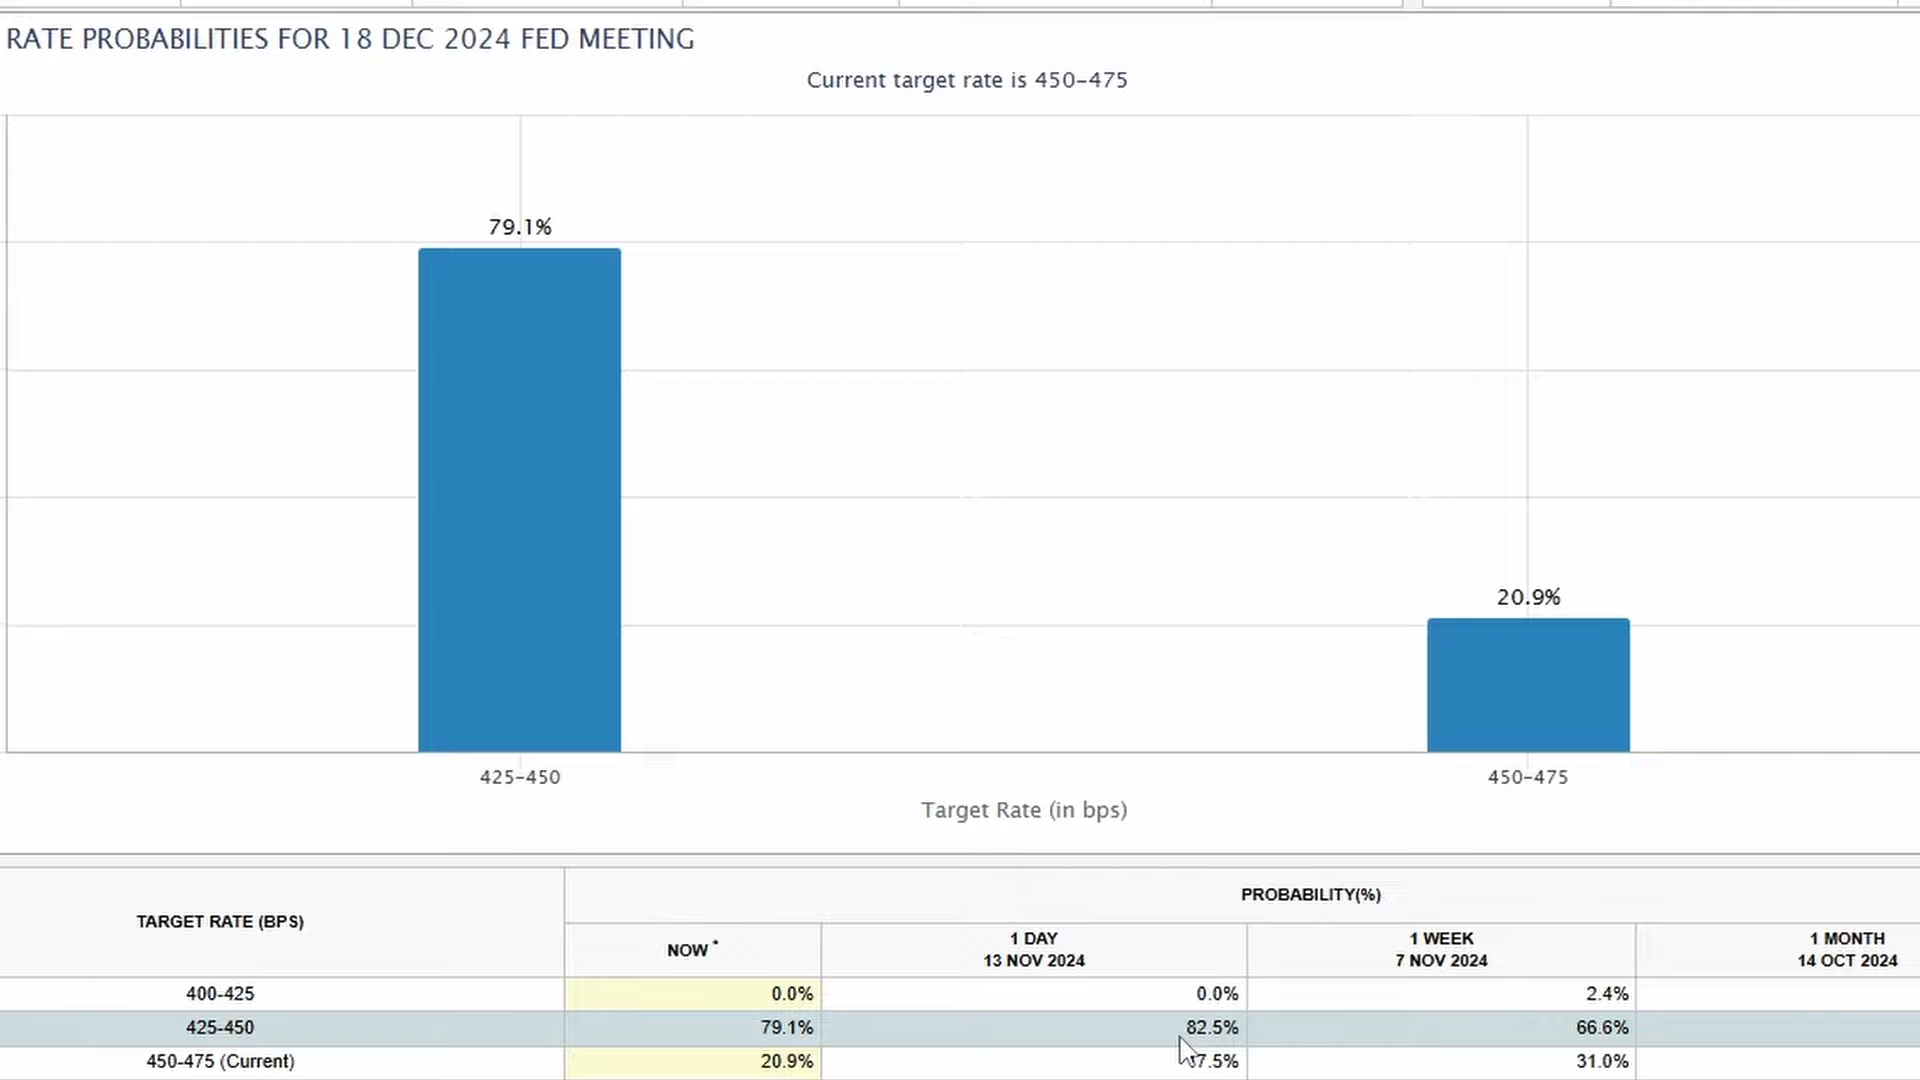 RATE PROBABILITIES FOR 18 DEC 2024 FED MEETING
Current target rate is 450-475
79.1%
20.9%
425-450
450-475
Target Rate (in bps)
TARGET RATE (BPS)
PROBABILITY(%)
NOW *
1 DAY
13 NOV 2024
1 WEEK
7 NOV 2024
1 MONTH
14 OCT 2024
400-425 0.0% 0.0% 2.4%
425-450 79.1% 82.5% 66.6%
450-475 (Current) 20.9% 31.0%